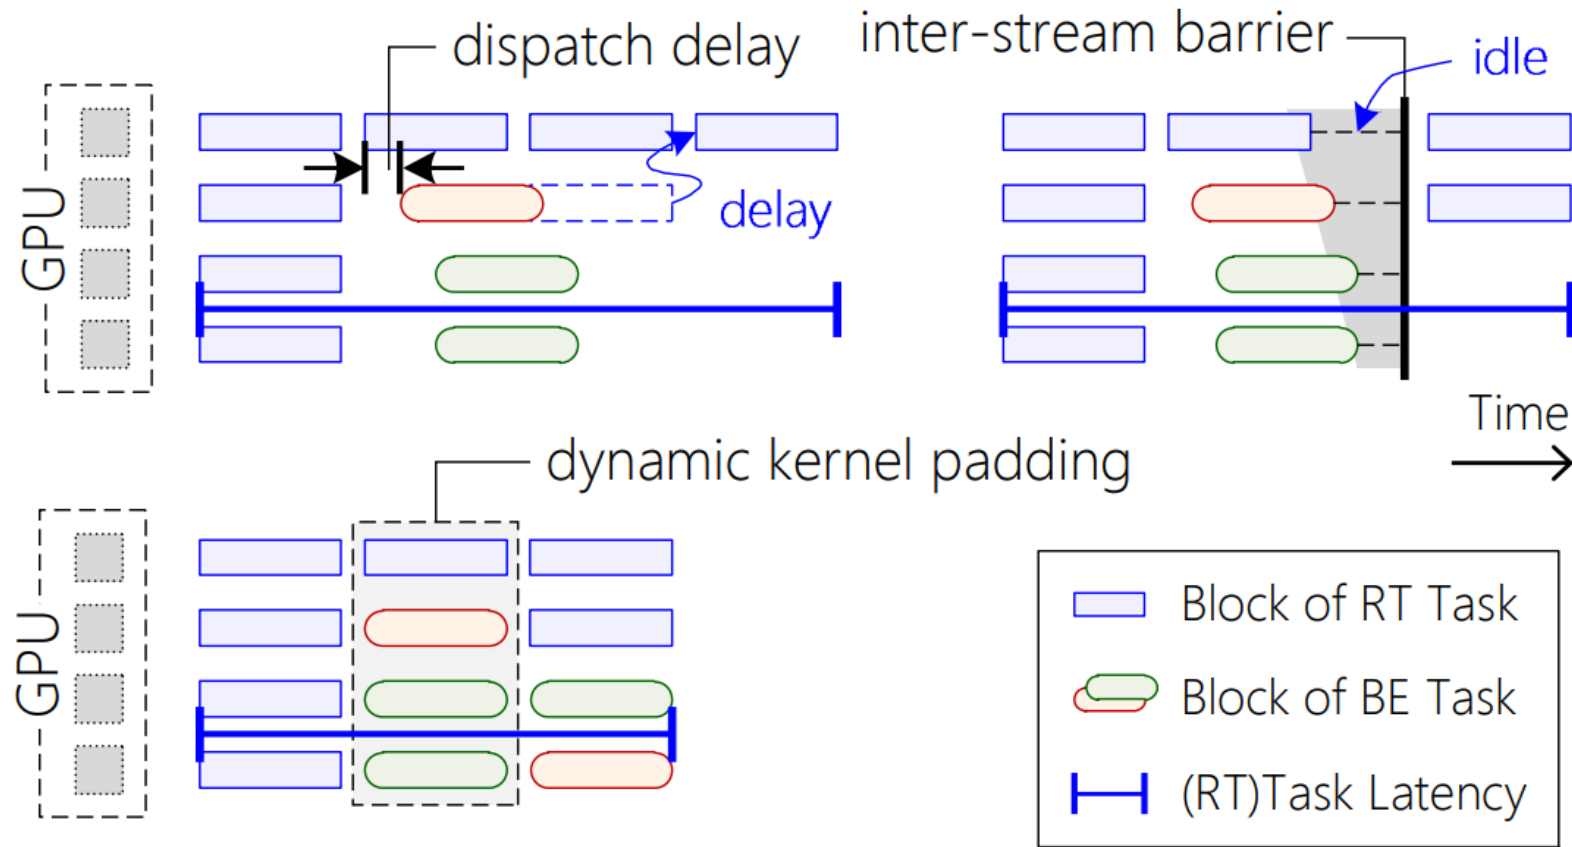 dispatch delay
inter-stream barrier
idle
GPU
delay
Time
dynamic kernel padding
GPU
Block of RT Task
Block of BE Task
(RT)Task Latency